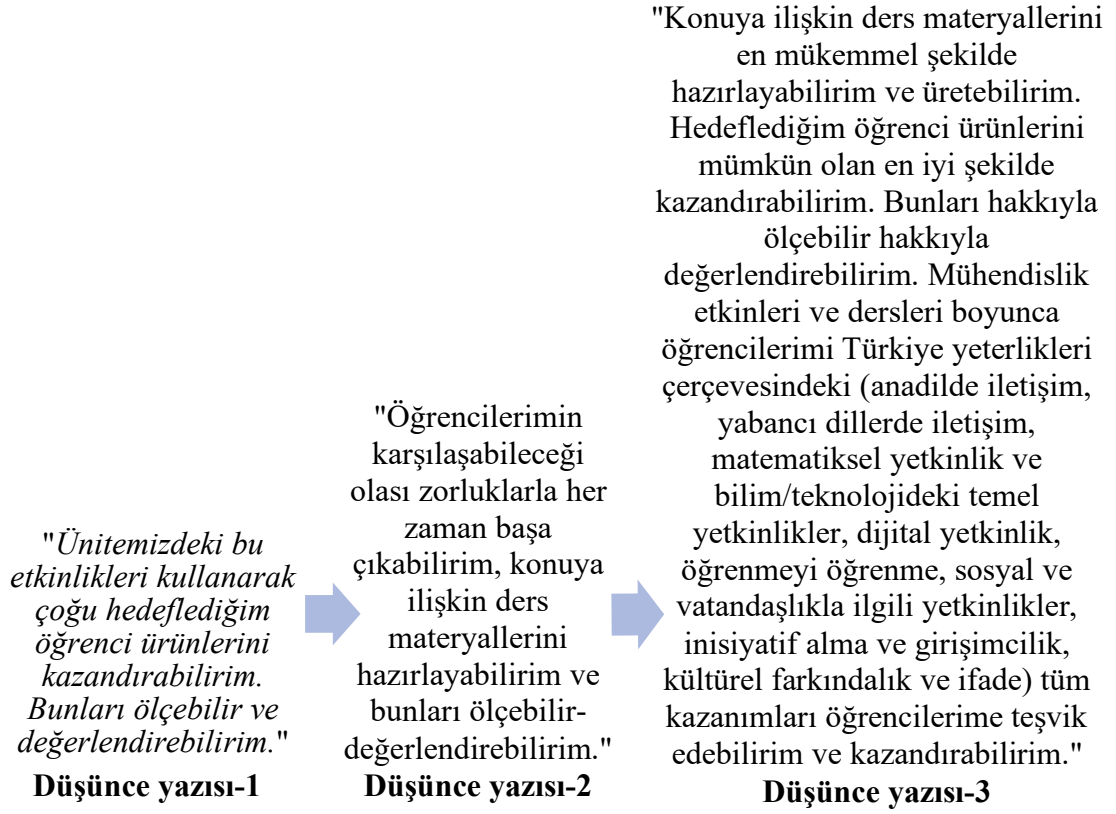 "Ünitemizdeki bu
etkinlikleri kullanarak
çoğu hedeflediğim
öğrenci ürünlerini
kazandırabilirim.
Bunları ölçebilir ve
değerlendirebilirim."
Düşünce yazısı-1
"Öğrencilerimin
karşılaşabileceği
olası zorluklarla her
zaman başa
çıkabilirim, konuya
ilişkin ders
materyallerini
hazırlayabilirim ve
bunları ölçebilir-
değerlendirebilirim."
Düşünce yazısı-2
"Konuya ilişkin ders materyallerini
en mükemmel şekilde
hazırlayabilirim ve üretebilirim.
Hedeflediğim öğrenci ürünlerini
mümkün olan en iyi şekilde
kazandırabilirim. Bunları hakkıyla
ölçebilir hakkıyla
değerlendirebilirim. Mühendislik
etkinleri ve dersleri boyunca
öğrencilerimi Türkiye yeterlikleri
çerçevesindeki (anadilde iletişim,
yabancı dillerde iletişim,
matematiksel yetkinlik ve
bilim/teknolojideki temel
yetkinlikler, dijital yetkinlik,
öğrenmeyi öğrenme, sosyal ve
vatandaşlıkla ilgili yetkinlikler,
inisiyatif alma ve girişimcilik,
kültürel farkındalık ve ifade) tüm
kazanımları öğrencilerime teşvik
edebilirim ve kazandırabilirim."
Düşünce yazısı-3